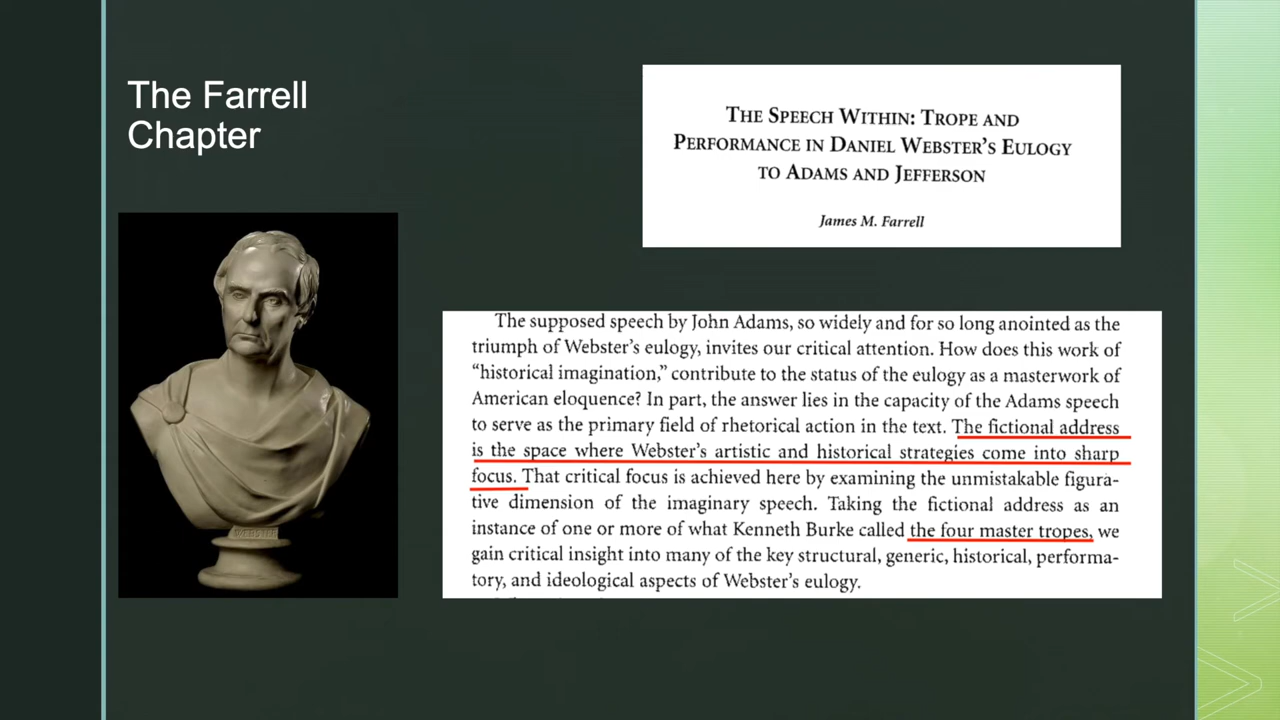 The Farrell
Chapter
THE SPEECH WITHIN: TROPE AND
PERFORMANCE IN DANIEL WEBSTER'S EULOGY
TO ADAMS AND JEFFERSON
James M. Farrell
WEBSTER
The supposed speech by John Adams, so widely and for so long anointed as the
triumph of Webster's eulogy, invites our critical attention. How does this work of
"historical imagination," contribute to the status of the eulogy as a masterwork of
American eloquence? In part, the answer lies in the capacity of the Adams speech
to serve as the primary field of rhetorical action in the text. The fictional address
is the space where Webster's artistic and historical strategies come into sharp
focus. That critical focus is achieved here by examining the unmistakable figura-
tive dimension of the imaginary speech. Taking the fictional address as an
instance of one or more of what Kenneth Burke called the four master tropes, we
gain critical insight into many of the key structural, generic, historical, performa-
tory, and ideological aspects of Webster's eulogy.